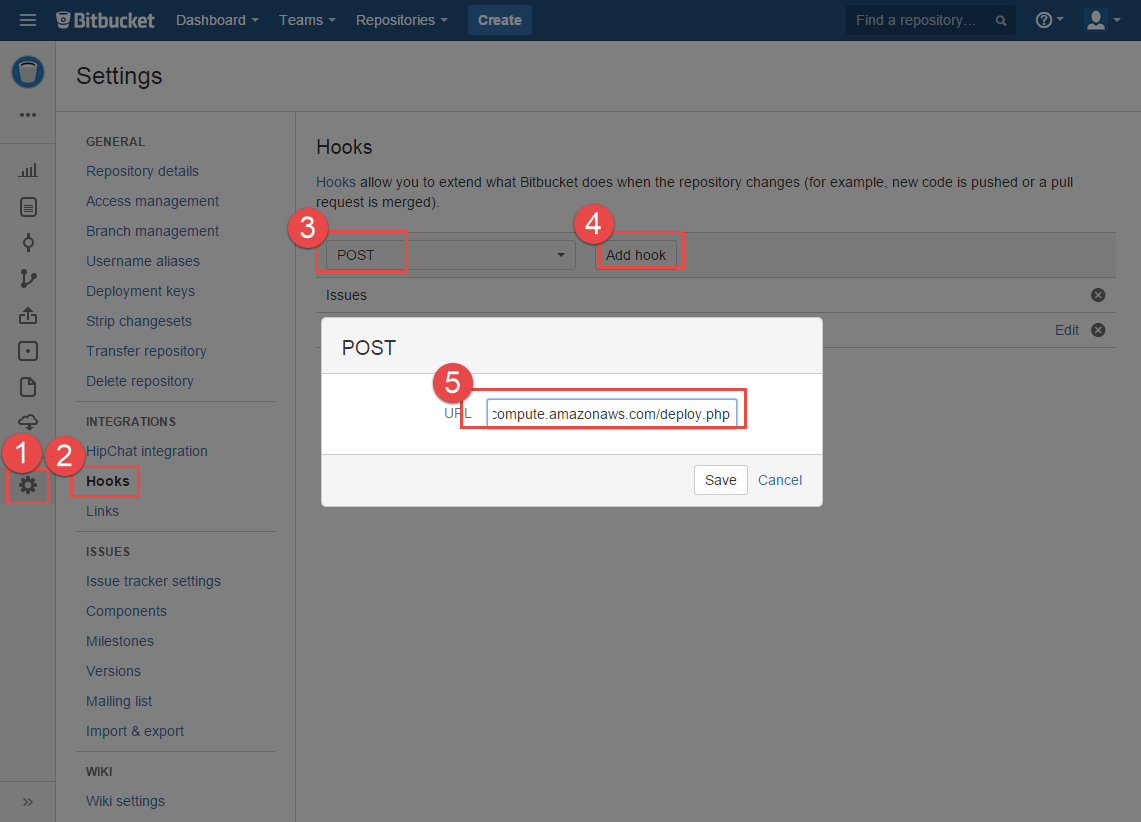 Bitbucket Dashboard Teams Repositories Create Find a repository... ?
Settings
GENERAL
Repository details
Access management
Branch management
Username aliases
Deployment keys
Strip changesets
Transfer repository
Delete repository
INTEGRATIONS
HipChat integration
1 2
Hooks
Links
ISSUES
Issue tracker settings
Components
Milestones
Versions
Mailing list
Import & export
WIKI
Wiki settings
Hooks
Hooks allow you to extend what Bitbucket does when the repository changes (for example, new code is pushed or a pull
request is merged).
3 4
POST Add hook
Issues
Edit
POST
5
URL compute.amazonaws.com/deploy.php
Save Cancel